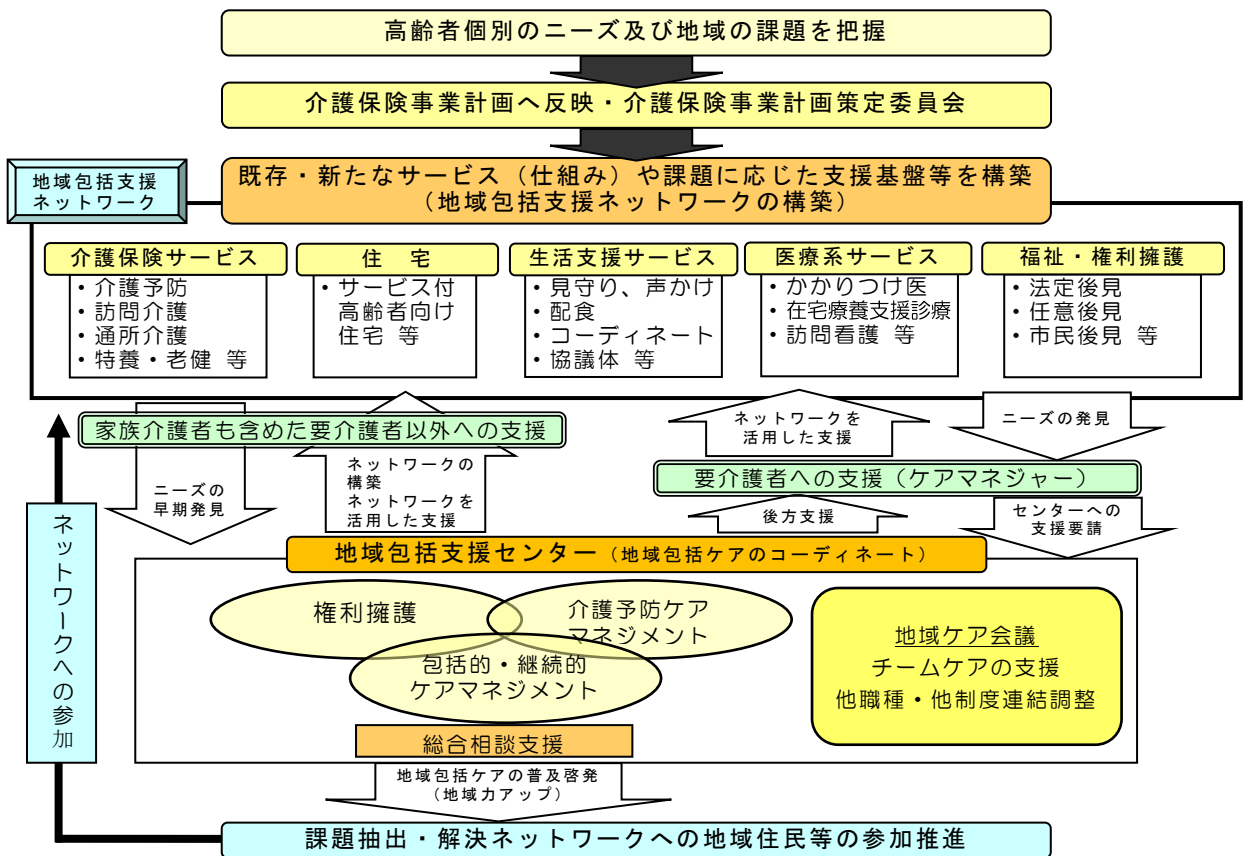 高齢者個別のニーズ及び地域の課題を把握
介護保険事業計画へ反映・介護保険事業計画策定委員会
地域包括支援
ネットワーク
既存・新たなサービス（仕組み）や課題に応じた支援基盤等を構築
（地域包括支援ネットワークの構築）
介護保険サービス
・介護予防
・訪問介護
・通所介護
・特養・老健 等
住 宅
・サービス付
高齢者向け
住宅 等
生活支援サービス
・見守り、声かけ
・配食
・コーディネート
・協議体 等
医療系サービス
・かかりつけ医
・在宅療養支援診療
・訪問看護 等
福祉・権利擁護
・法定後見
・任意後見
・市民後見 等
家族介護者も含めた要介護者以外への支援
ネットワークを
活用した支援
ニーズの発見
ニーズの
早期発見
ネットワークの
構築
ネットワークを
活用した支援
要介護者への支援（ケアマネジャー）
後方支援
センターへの
支援要請
ネットワークへの参加
地域包括支援センター（地域包括ケアのコーディネート）
権利擁護
介護予防ケア
マネジメント
包括的・継続的
ケアマネジメント
総合相談支援
地域ケア会議
チームケアの支援
他職種・他制度連結調整
地域包括ケアの普及啓発
（地域力アップ）
課題抽出・解決ネットワークへの地域住民等の参加推進